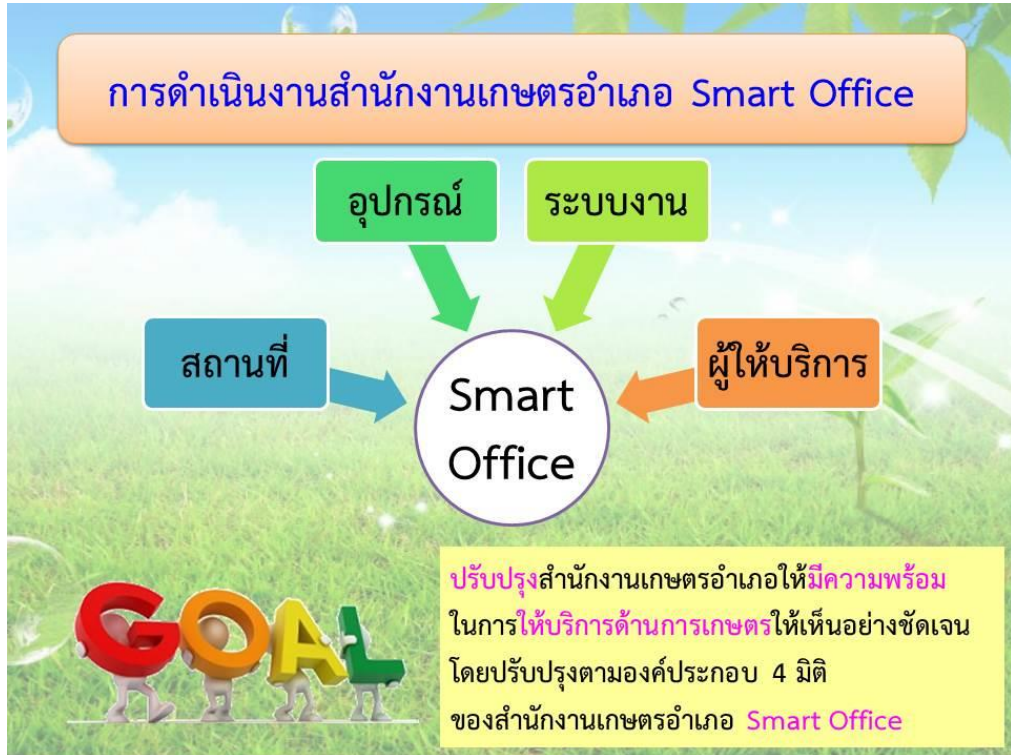 การดำเนินงานสำนักงานเกษตรอำเภอ Smart Office
อุปกรณ์
ระบบงาน
สถานที่
ผู้ให้บริการ
Smart
Office
GOAL
ปรับปรุงสำนักงานเกษตรอำเภอให้มีความพร้อม
ในการให้บริการด้านการเกษตรให้เห็นอย่างชัดเจน
โดยปรับปรุงตามองค์ประกอบ 4 มิติ
ของสำนักงานเกษตรอำเภอ Smart Office